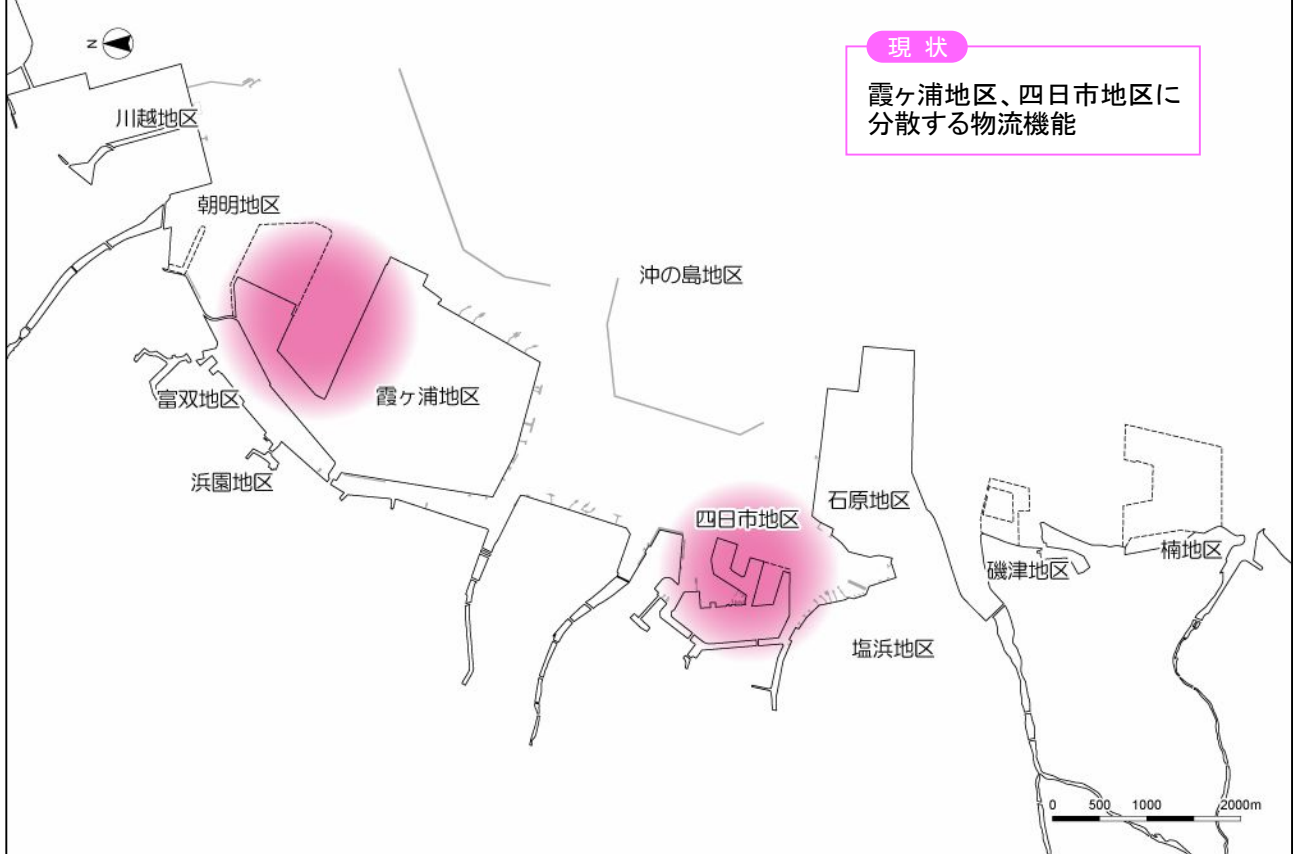 現 状
霞ヶ浦地区、四日市地区に
分散する物流機能
N
川越地区
朝明地区
沖の島地区
富双地区
霞ヶ浦地区
浜園地区
四日市地区
石原地区
磯津地区
楠地区
塩浜地区
0 500 1000 2000m